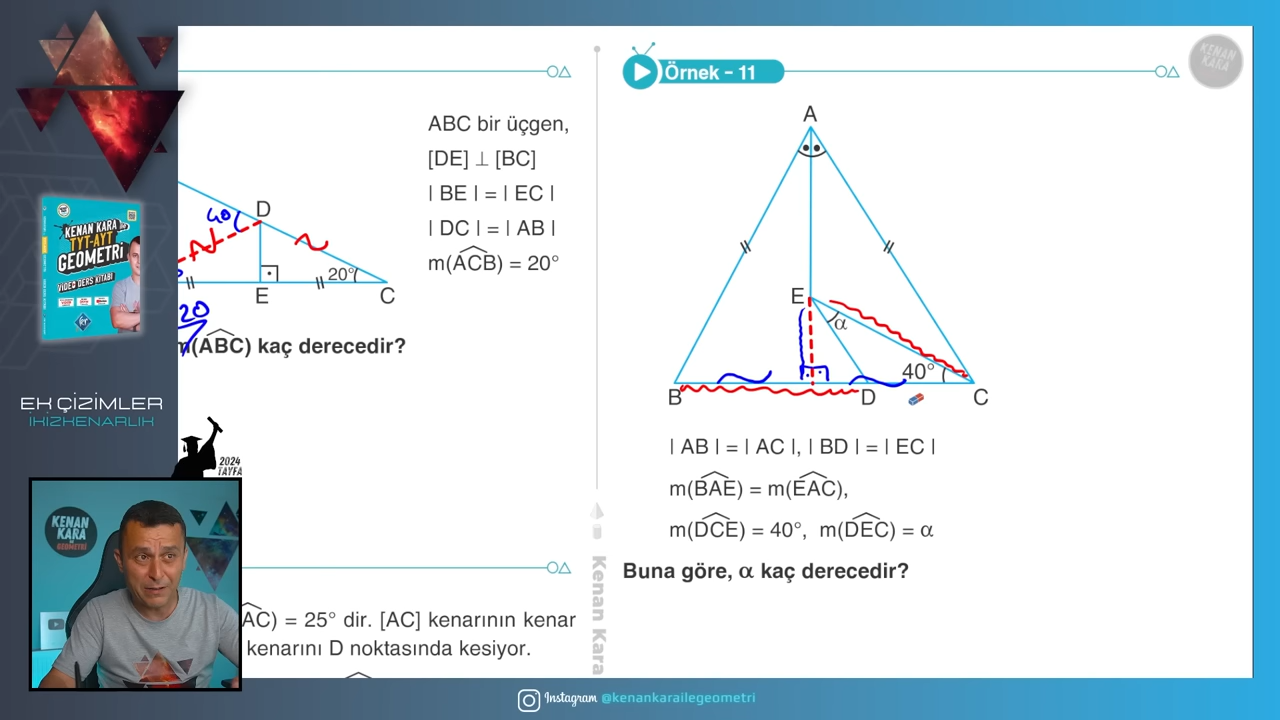 ABC bir üçgen,
[DE] ⊥ [BC]
| BE | = | EC |
| DC | = | AB |
m(ACB) = 20°
D
40
20°
E
C
20
m(ABC) kaç derecedir?
AC) = 25° dir. [AC] kenarının kenar
kenarını D noktasında kesiyor.
Örnek - 11
A
E
α
40°
B
D
C
| AB | = | AC |, | BD | = | EC |
m(BAE) = m(EAC),
m(DCE) = 40°, m(DEC) = α
Buna göre, α kaç derecedir?
Kenan Kara
KENAN KARA
KENAN KARA
TYT-AYT
GEOMETRİ
VİDEO DERS KİTABI
EK ÇİZİMLER
İKİZKENARLIK
2024
TAYFA
KENAN
KARA
GEOMETRİ
Instagram @kenankarailegeometri